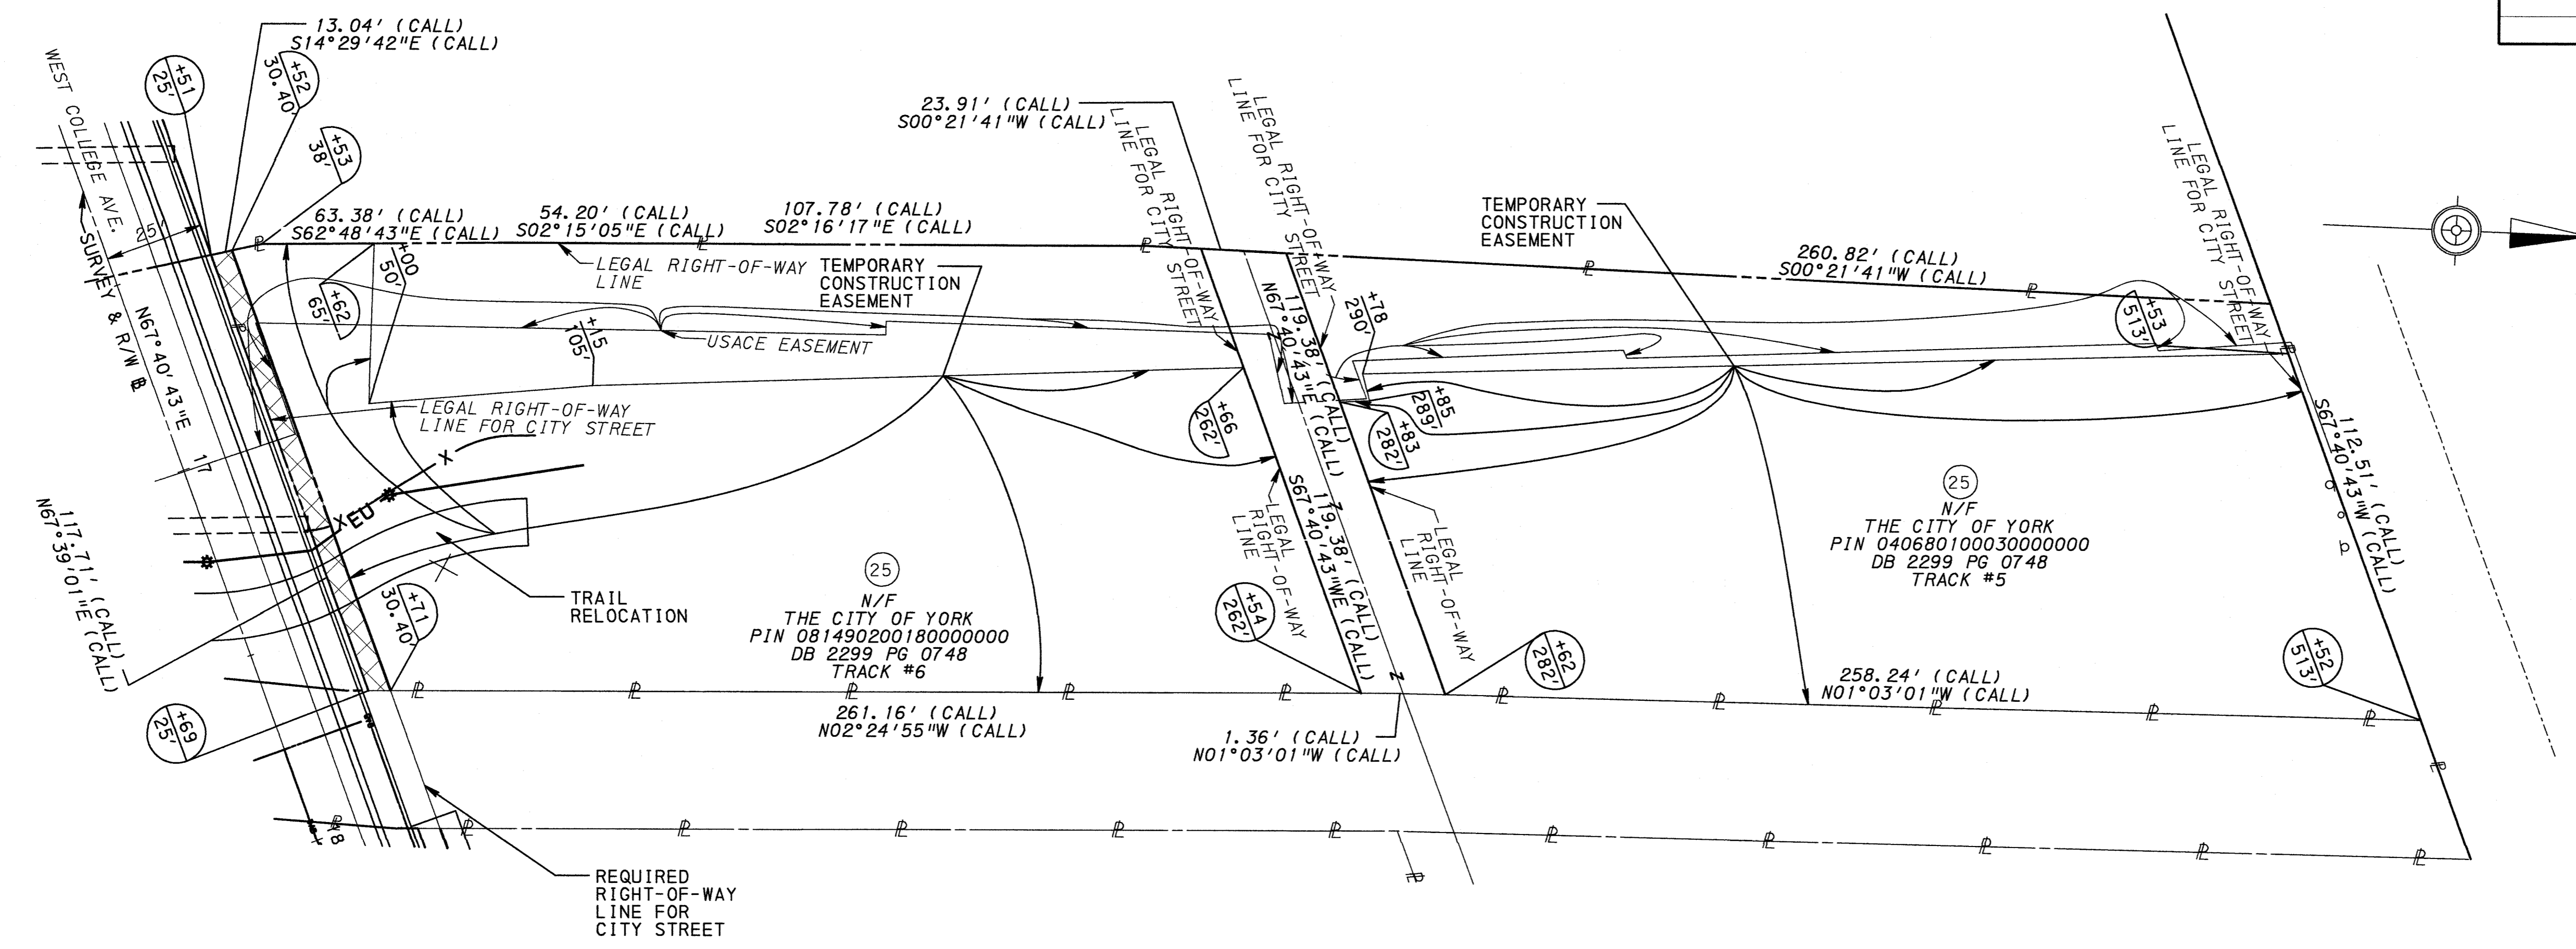 13.04' (CALL)
S14°29'42"E (CALL)
+51
25'
+52
30.40'
+53
38'
WEST COLLEGE AVE.
25'
SURVEY & R/W
N67°40'43"E
63.38' (CALL)
S62°48'43"E (CALL)
54.20' (CALL)
S02°15'05"E (CALL)
107.78' (CALL)
S02°16'17"E (CALL)
23.91' (CALL)
S00°21'41"W (CALL)
LEGAL RIGHT-OF-WAY
LINE FOR CITY STREET
LEGAL RIGHT-OF-WAY
LINE FOR CITY STREET
TEMPORARY
CONSTRUCTION
EASEMENT
260.82' (CALL)
S00°21'41"W (CALL)
LEGAL RIGHT-OF-WAY
LINE FOR CITY STREET
LEGAL RIGHT-OF-WAY
LINE
TEMPORARY
CONSTRUCTION
EASEMENT
+00
50'
+62
65'
+15
105'
USACE EASEMENT
LEGAL RIGHT-OF-WAY
LINE FOR CITY STREET
119.38' (CALL)
N67°40'43"E (CALL)
+78
290'
+85
289'
+83
282'
+66
262'
+53
513'
112.51' (CALL)
S67°40'43"W (CALL)
17
X
X
EU
117.71' (CALL)
N67°39'01"E (CALL)
TRAIL
RELOCATION
+71
30.40'
25
N/F
THE CITY OF YORK
PIN 081490200180000000
DB 2299 PG 0748
TRACK #6
LEGAL
RIGHT-OF-WAY
LINE
119.38' (CALL)
S67°40'43"WE (CALL)
LEGAL
RIGHT-OF-WAY
LINE
25
N/F
THE CITY OF YORK
PIN 040680100030000000
DB 2299 PG 0748
TRACK #5
+54
262'
+62
282'
+52
513'
258.24' (CALL)
N01°03'01"W (CALL)
261.16' (CALL)
N02°24'55"W (CALL)
1.36' (CALL)
N01°03'01"W (CALL)
Z
Z
Z
+69
25'
18
REQUIRED
RIGHT-OF-WAY
LINE FOR
CITY STREET